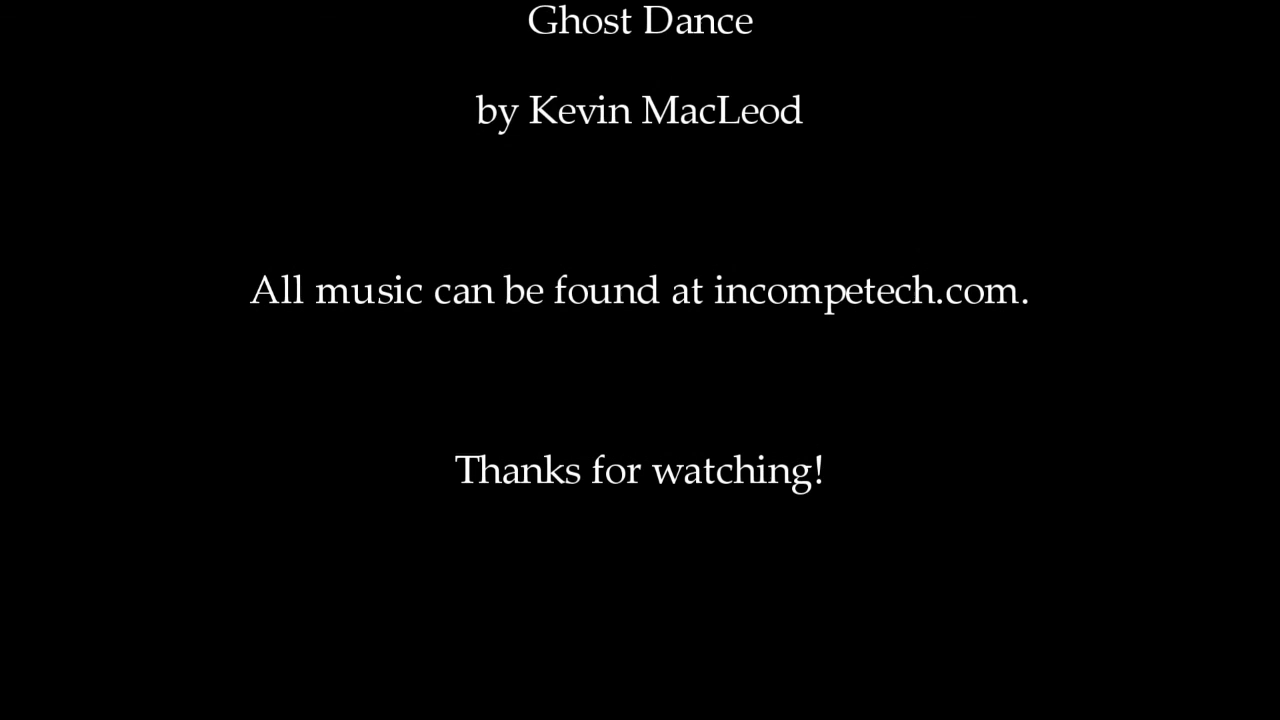 Ghost Dance
by Kevin MacLeod
All music can be found at incompetech.com.
Thanks for watching!